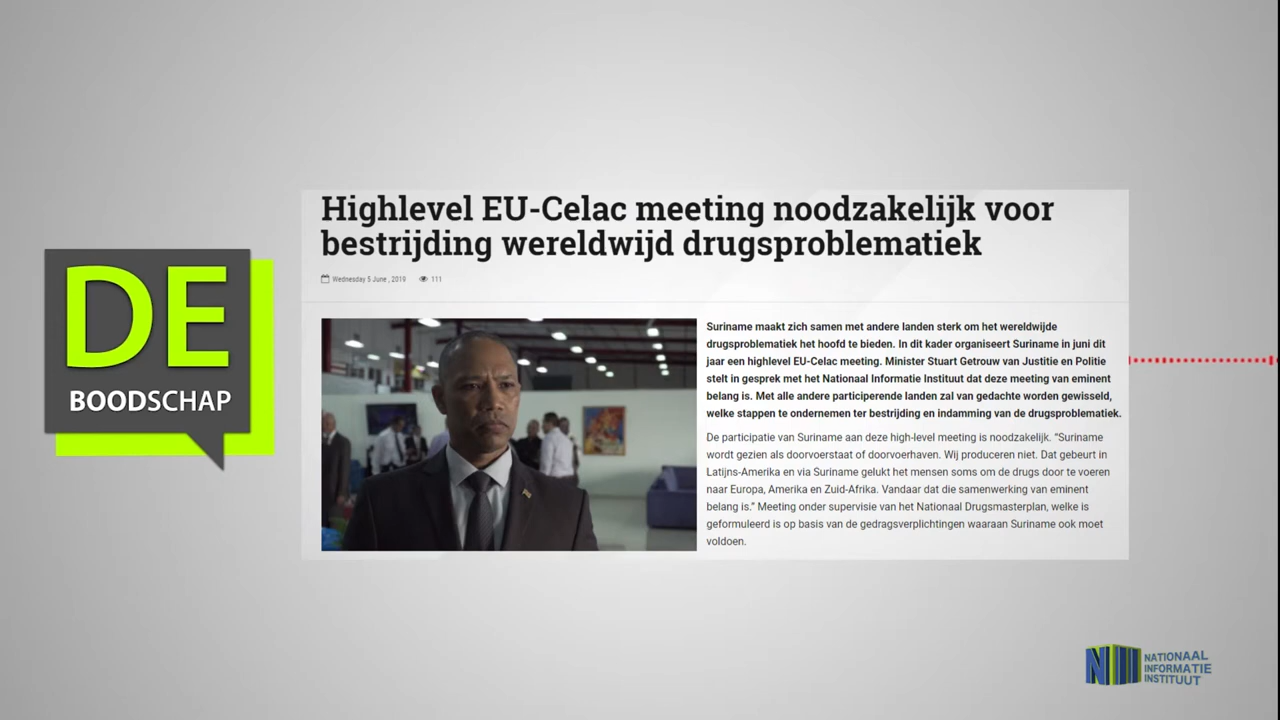 DE
BOODSCHAP
Highlevel EU-Celac meeting noodzakelijk voor
bestrijding wereldwijd drugsproblematiek
Wednesday 5 June , 2019 111
Suriname maakt zich samen met andere landen sterk om het wereldwijde
drugsproblematiek het hoofd te bieden. In dit kader organiseert Suriname in juni dit
jaar een highlevel EU-Celac meeting. Minister Stuart Getrouw van Justitie en Politie
stelt in gesprek met het Nationaal Informatie Instituut dat deze meeting van eminent
belang is. Met alle andere participerende landen zal van gedachte worden gewisseld,
welke stappen te ondernemen ter bestrijding en indamming van de drugsproblematiek.
De participatie van Suriname aan deze high-level meeting is noodzakelijk. “Suriname
wordt gezien als doorvoerstaat of doorvoerhaven. Wij produceren niet. Dat gebeurt in
Latijns-Amerika en via Suriname gelukt het mensen soms om de drugs door te voeren
naar Europa, Amerika en Zuid-Afrika. Vandaar dat die samenwerking van eminent
belang is.” Meeting onder supervisie van het Nationaal Drugsmasterplan, welke is
geformuleerd is op basis van de gedragsverplichtingen waaraan Suriname ook moet
voldoen.
NII NATIONAAL
INFORMATIE
INSTITUUT